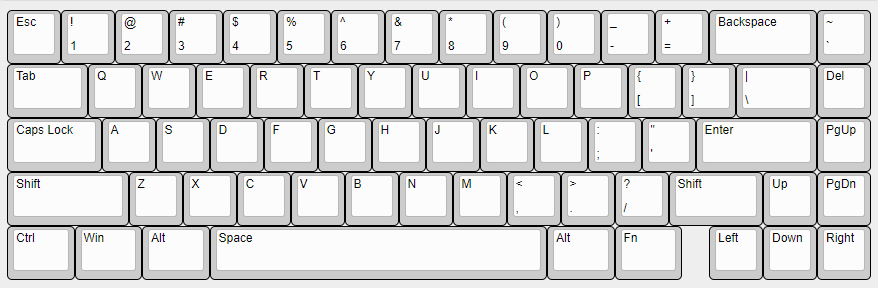 Esc ! @ # $ % ^ & * ( ) _ + Backspace ~
1 2 3 4 5 6 7 8 9 0 - = `
Tab Q W E R T Y U I O P { } | Del
[ ] \
Caps Lock A S D F G H J K L : " Enter PgUp
; '
Shift Z X C V B N M < > ? Shift Up PgDn
, . /
Ctrl Win Alt Space Alt Fn Left Down Right